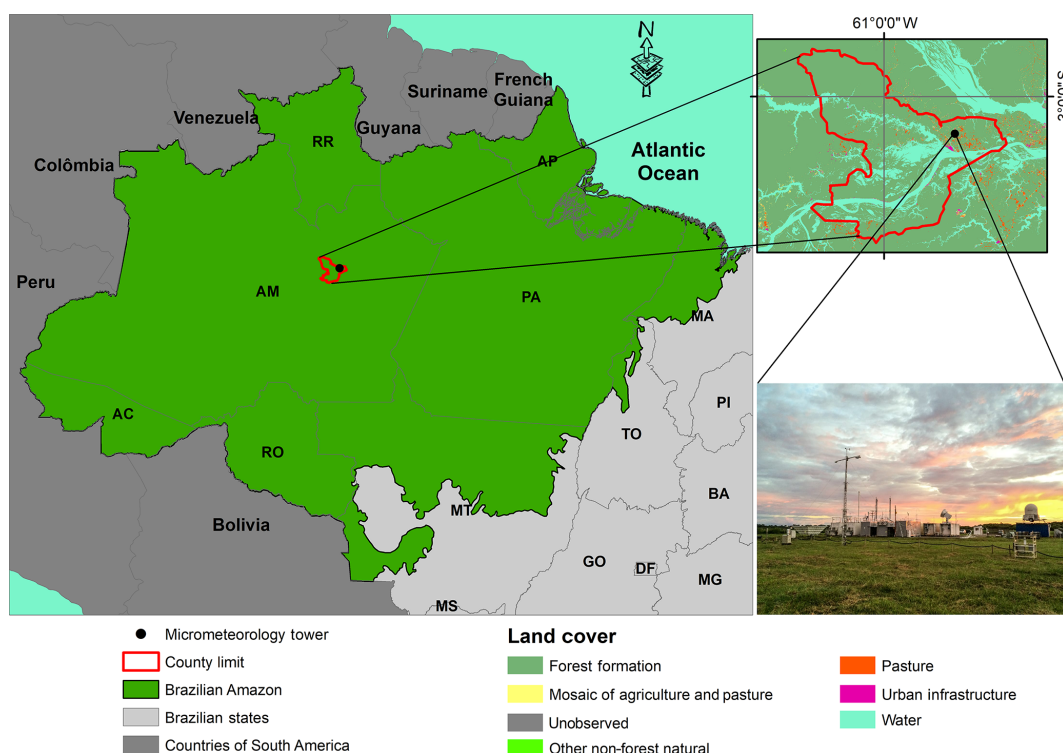 61°0'0"W
N
French
Suriname
Guiana
Venezuela
Guyana
RR
Colômbia
AP
Atlantic
Ocean
3°0'0"S
Peru
AM
PA
MA
AC
RO
TO
PI
BA
MT
Bolivia
GO
DF
MG
MS
Micrometeorology tower
County limit
Brazilian Amazon
Brazilian states
Countries of South America
Land cover
Forest formation
Mosaic of agriculture and pasture
Unobserved
Other non-forest natural
Pasture
Urban infrastructure
Water